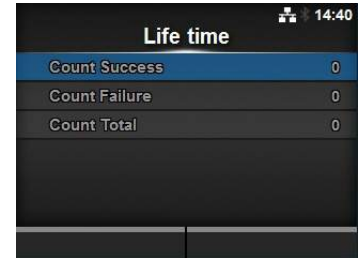 14:40
Life time
Count Success 0
Count Failure 0
Count Total 0